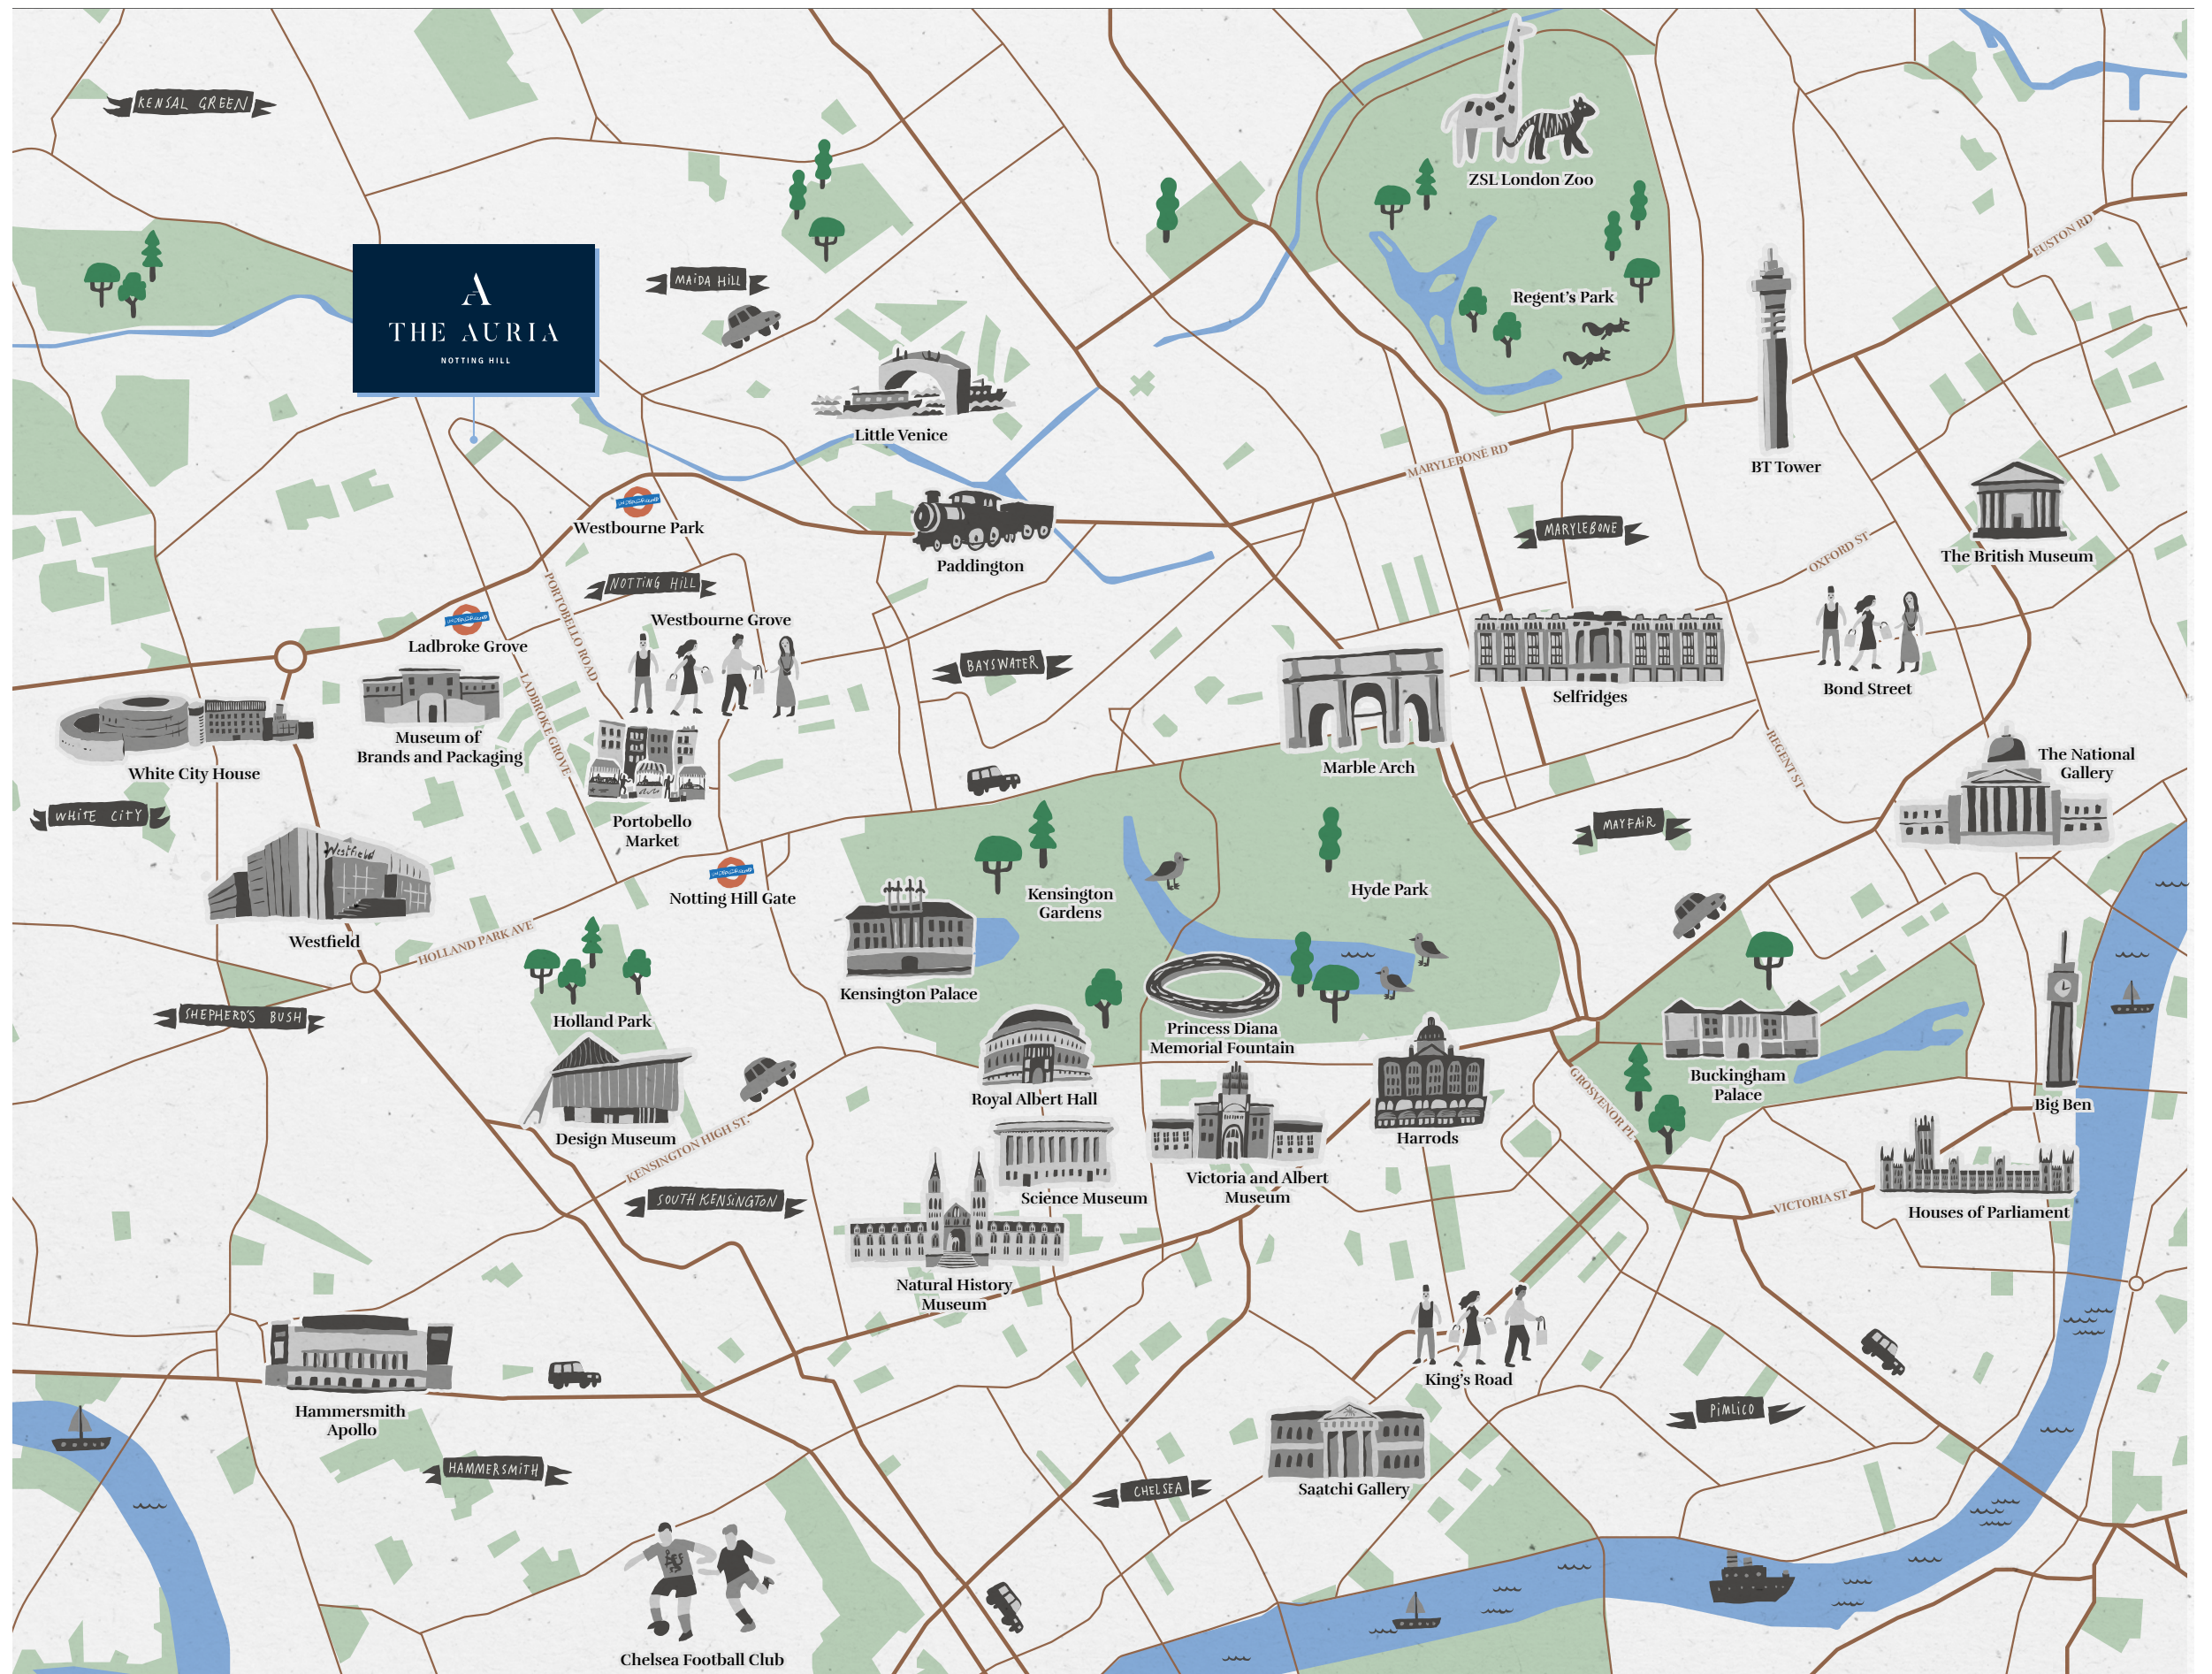 KENSAL GREEN
ZSL London Zoo
EUSTON RD
MAIDA HILL
A
THE AURIA
NOTTING HILL
Regent's Park
Little Venice
MARYLEBONE RD
BT Tower
UNDERGROUND
Westbourne Park
MARYLEBONE
OXFORD ST
The British Museum
Paddington
PORTOBELLO ROAD
NOTTING HILL
UNDERGROUND
Ladbroke Grove
Westbourne Grove
BAYSWATER
Selfridges
Bond Street
LADBROKE GROVE
Museum of
Brands and Packaging
White City House
Marble Arch
REGENT ST
The National
Gallery
WHITE CITY
Portobello
Market
MAYFAIR
Westfield
Westfield
UNDERGROUND
Notting Hill Gate
Kensington
Gardens
Hyde Park
HOLLAND PARK AVE
Kensington Palace
SHEPHERD'S BUSH
Holland Park
Princess Diana
Memorial Fountain
Buckingham
Palace
Big Ben
Royal Albert Hall
GROSVENOR PL
Design Museum
Harrods
KENSINGTON HIGH ST.
Victoria and Albert
Museum
Science Museum
SOUTH KENSINGTON
VICTORIA ST
Houses of Parliament
Natural History
Museum
King's Road
Hammersmith
Apollo
PIMLICO
HAMMERSMITH
CHELSEA
Saatchi Gallery
Chelsea Football Club